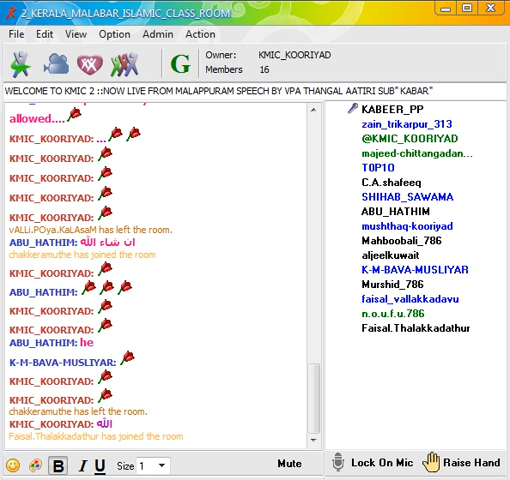 2_KERALA_MALABAR_ISLAMIC_CLASS_ROOM
File Edit View Option Admin Action
G Owner: KMIC_KOORIYAD
Members 16
WELCOME TO KMIC 2 ::NOW LIVE FROM MALAPPURAM SPEECH BY VPA THANGAL AATIRI SUB" KABAR"
allowed....
KMIC_KOORIYAD: ...
KMIC_KOORIYAD:
KMIC_KOORIYAD:
KMIC_KOORIYAD:
KMIC_KOORIYAD:
vALLi.POya.KaLAsaM has left the room.
ABU_HATHIM: ان شاء الله
chakkeramuthe has joined the room
KMIC_KOORIYAD:
ABU_HATHIM:
KMIC_KOORIYAD:
KMIC_KOORIYAD:
ABU_HATHIM: he
K-M-BAVA-MUSLIYAR:
KMIC_KOORIYAD:
KMIC_KOORIYAD:
chakkeramuthe has left the room.
KMIC_KOORIYAD: الله
Faisal.Thalakkadathur has joined the room
KABEER_PP
zain_trikarpur_313
@KMIC_KOORIYAD
majeed-chittangadan...
T0P1O
C.A.shafeeq
SHIHAB_SAWAMA
ABU_HATHIM
mushthaq-kooriyad
Mahboobali_786
aljeelkuwait
K-M-BAVA-MUSLIYAR
Murshid_786
faisal_vallakkadavu
n.o.u.f.u.786
Faisal.Thalakkadathur
B I U Size 1 Mute Lock On Mic Raise Hand